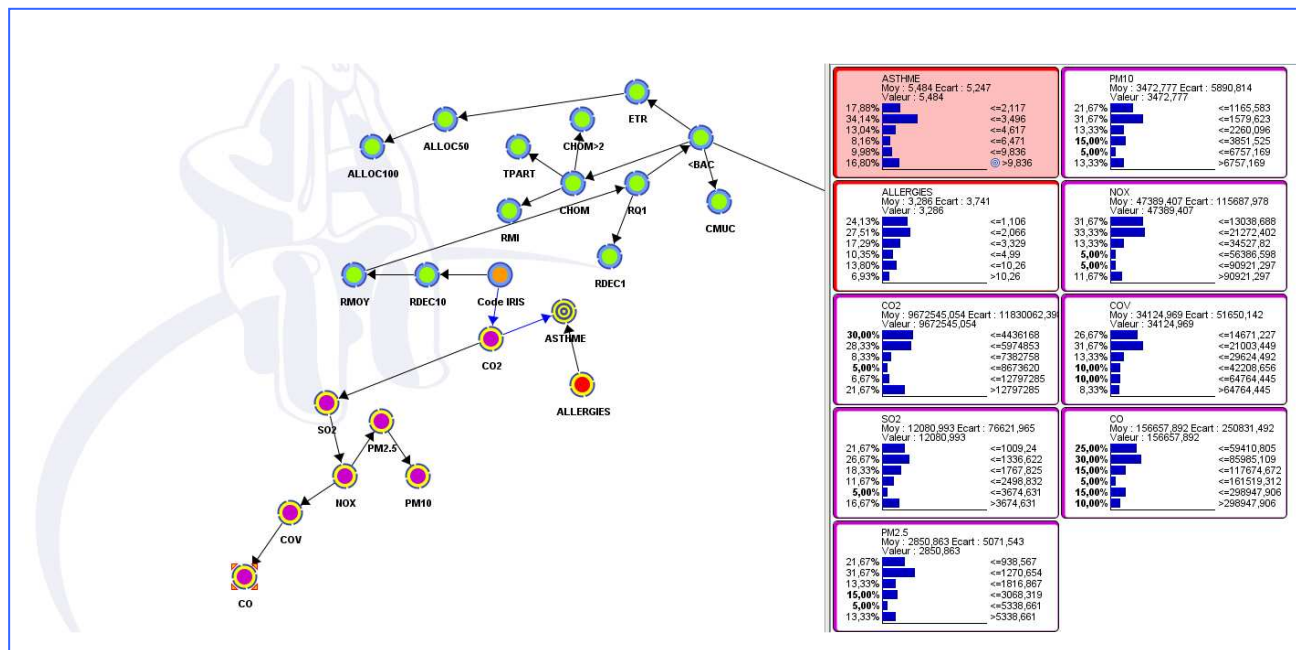 ETR
ALLOC50
CHOM>2
<BAC
ALLOC100
TPART
CHOM
RQ1
CMUC
RMI
RDEC1
RMOY
RDEC10
Code IRIS
ASTHME
CO2
ALLERGIES
SO2
PM2.5
NOX
PM10
COV
CO
ASTHME
Moy : 5,484 Ecart : 5,247
Valeur : 5,484
17,88% <=2,117
34,14% <=3,496
13,04% <=4,617
8,16% <=6,471
9,98% <=9,836
16,80% >9,836
ALLERGIES
Moy : 3,286 Ecart : 3,741
Valeur : 3,286
24,13% <=1,106
27,51% <=2,066
17,29% <=3,329
10,35% <=4,99
13,80% <=10,26
6,93% >10,26
CO2
Moy : 9672545,054 Ecart : 11830062,39
Valeur : 9672545,054
30,00% <=4436168
28,33% <=5974853
8,33% <=7382758
5,00% <=8673620
6,67% <=12797285
21,67% >12797285
SO2
Moy : 12080,993 Ecart : 76621,965
Valeur : 12080,993
21,67% <=1009,24
26,67% <=1336,622
18,33% <=1767,825
11,67% <=2498,832
5,00% <=3674,631
16,67% >3674,631
PM2.5
Moy : 2850,863 Ecart : 5071,543
Valeur : 2850,863
21,67% <=938,567
31,67% <=1270,654
13,33% <=1816,867
15,00% <=3068,319
5,00% <=5338,661
13,33% >5338,661
PM10
Moy : 3472,777 Ecart : 5890,814
Valeur : 3472,777
21,67% <=1165,583
31,67% <=1579,623
13,33% <=2260,096
15,00% <=3851,525
5,00% <=6757,169
13,33% >6757,169
NOX
Moy : 47389,407 Ecart : 115687,978
Valeur : 47389,407
31,67% <=13038,688
33,33% <=21272,402
13,33% <=34527,82
5,00% <=56386,598
5,00% <=90921,297
11,67% >90921,297
COV
Moy : 34124,969 Ecart : 51650,142
Valeur : 34124,969
26,67% <=14671,227
31,67% <=21003,449
13,33% <=29624,492
10,00% <=42208,656
10,00% <=64764,445
8,33% >64764,445
CO
Moy : 156657,892 Ecart : 250831,492
Valeur : 156657,892
25,00% <=59410,805
30,00% <=85985,109
15,00% <=117674,672
5,00% <=161519,312
15,00% <=298947,906
10,00% >298947,906